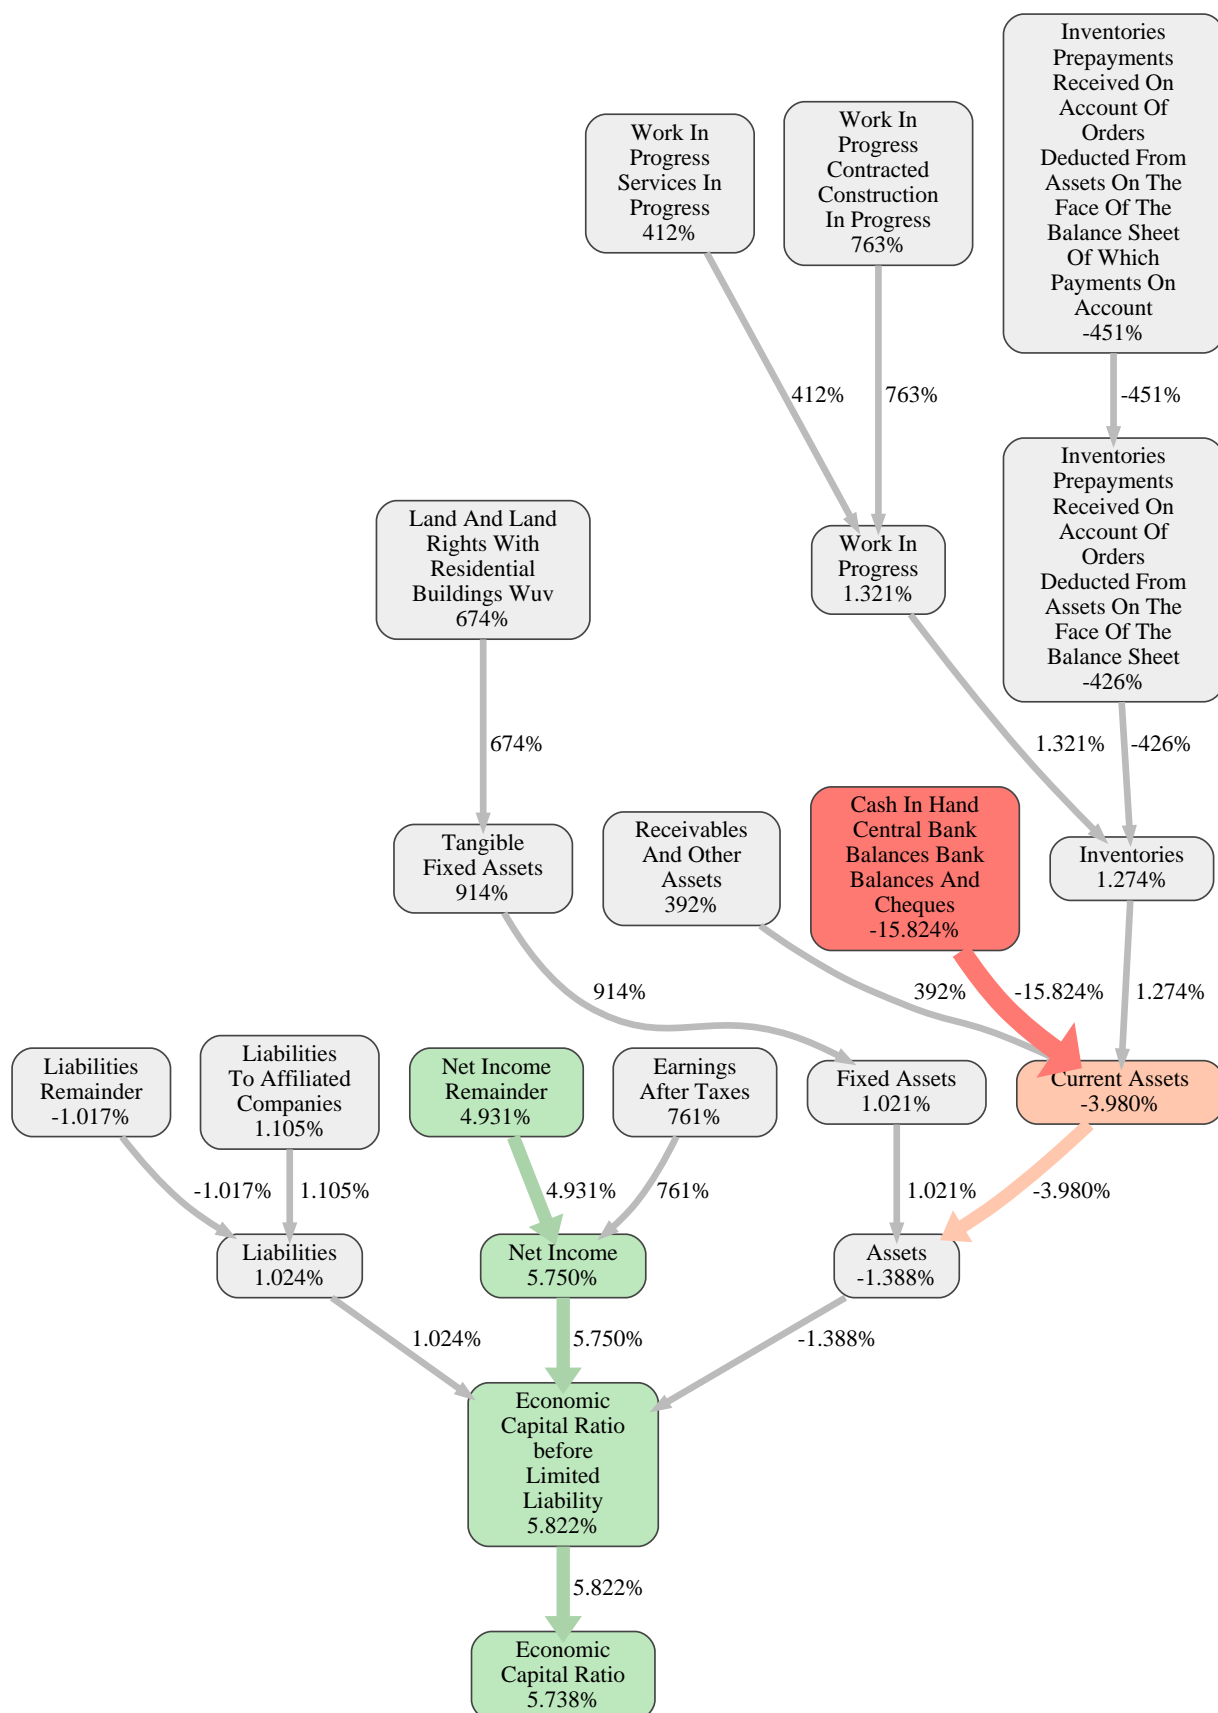 Inventories
Prepayments
Received On
Account Of
Orders
Deducted From
Assets On The
Face Of The
Balance Sheet
Of Which
Payments On
Account
-451%
Work In
Progress
Services In
Progress
412%
Work In
Progress
Contracted
Construction
In Progress
763%
412%
763%
-451%
Inventories
Prepayments
Received On
Account Of
Orders
Deducted From
Assets On The
Face Of The
Balance Sheet
-426%
Land And Land
Rights With
Residential
Buildings Wuv
674%
Work In
Progress
1.321%
674%
1.321%
-426%
Tangible
Fixed Assets
914%
Receivables
And Other
Assets
392%
Cash In Hand
Central Bank
Balances Bank
Balances And
Cheques
-15.824%
Inventories
1.274%
914%
392%
-15.824%
1.274%
Liabilities
Remainder
-1.017%
Liabilities
To Affiliated
Companies
1.105%
Net Income
Remainder
4.931%
Earnings
After Taxes
761%
Fixed Assets
1.021%
Current Assets
-3.980%
-1.017%
1.105%
4.931%
761%
1.021%
-3.980%
Liabilities
1.024%
Net Income
5.750%
Assets
-1.388%
1.024%
5.750%
-1.388%
Economic
Capital Ratio
before
Limited
Liability
5.822%
5.822%
Economic
Capital Ratio
5.738%